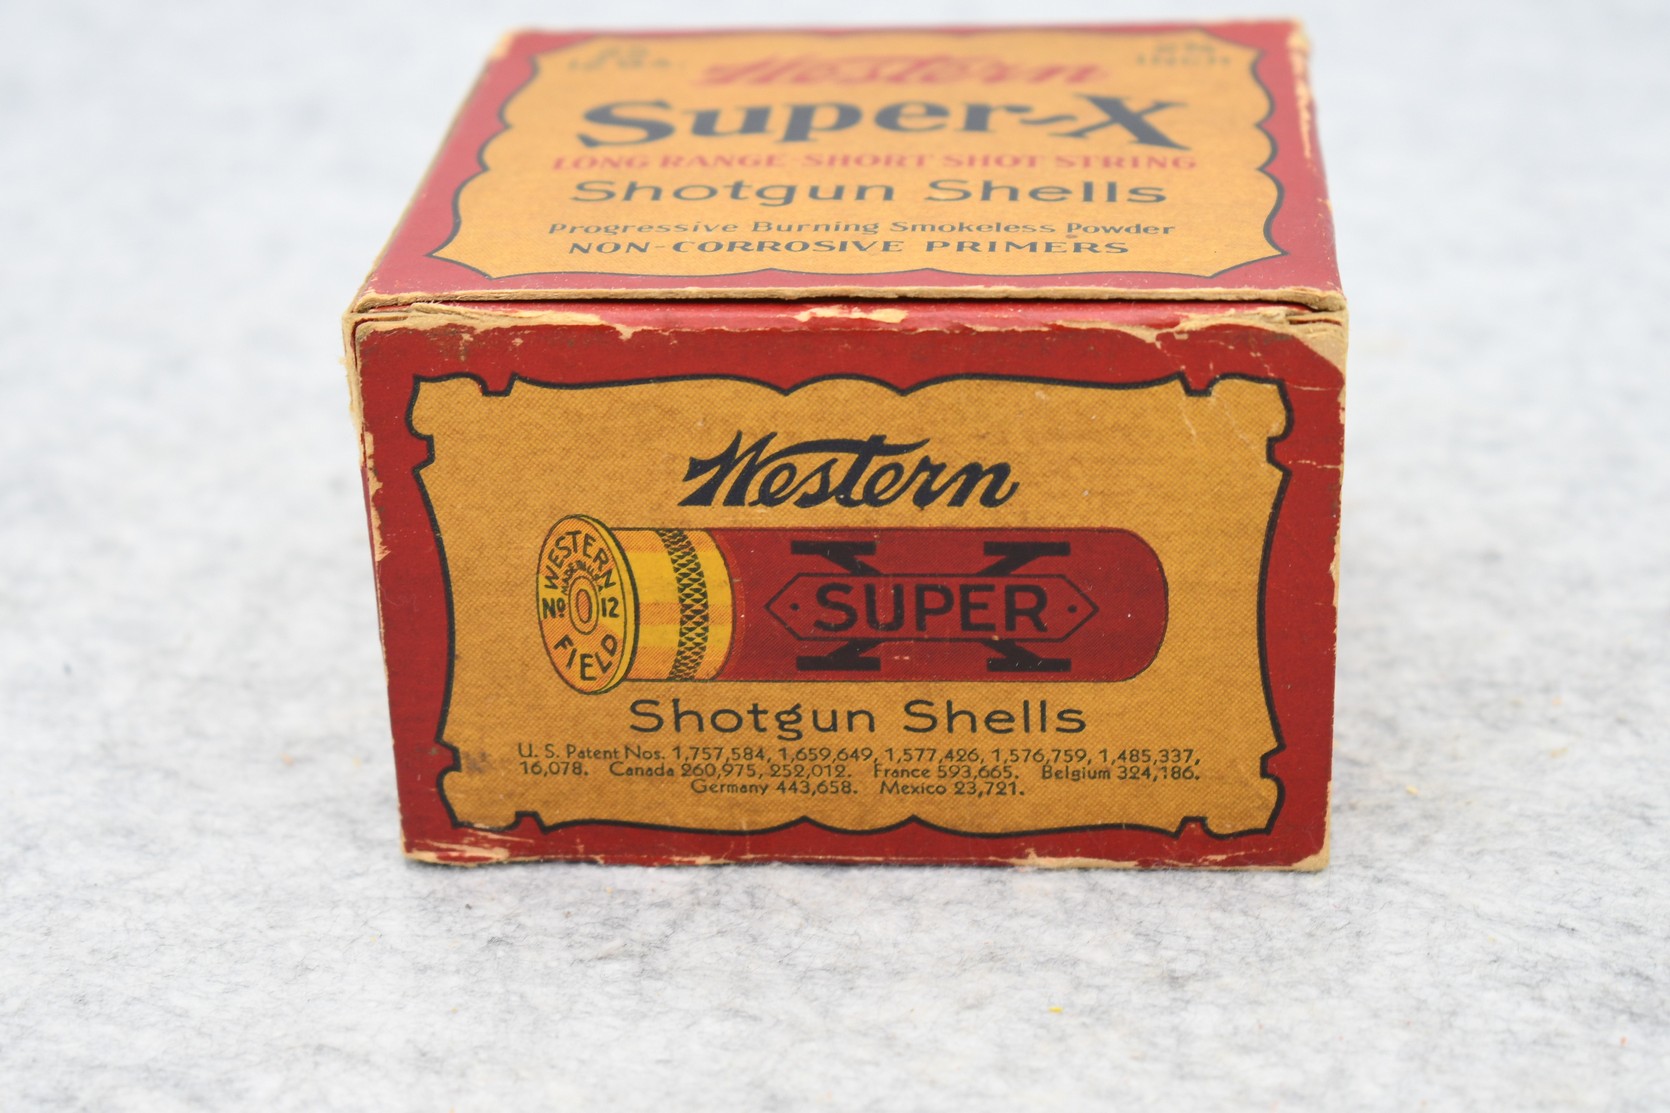 Western
Super-X
LONG RANGE-SHORT SHOT STRING
Shotgun Shells
Progressive Burning Smokeless Powder
NON-CORROSIVE PRIMERS
Western
WESTERN
No 12
FIELD
SUPER
X
Shotgun Shells
U. S. Patent Nos. 1,757,584, 1,659,649, 1,577,426, 1,576,759, 1,485,337,
16,078. Canada 260,975, 252,012. France 593,665. Belgium 324,186.
Germany 443,658. Mexico 23,721.